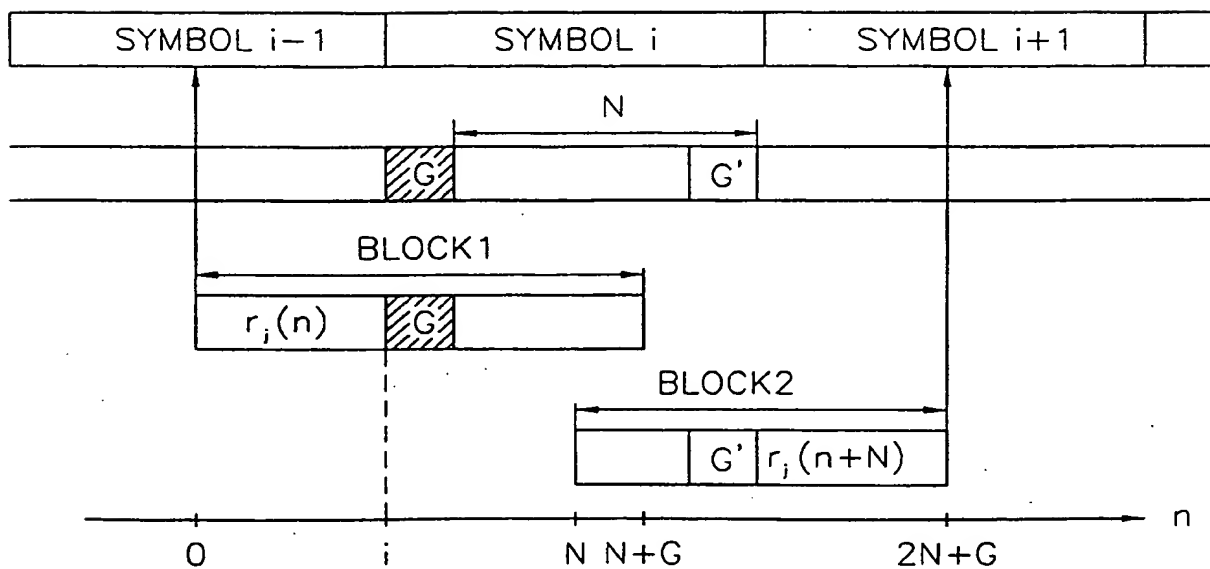 SYMBOL i-1 SYMBOL i SYMBOL i+1
N
G G'
BLOCK1
r_j(n) G
BLOCK2
G' r_j(n+N)
n
0 i N N+G 2N+G